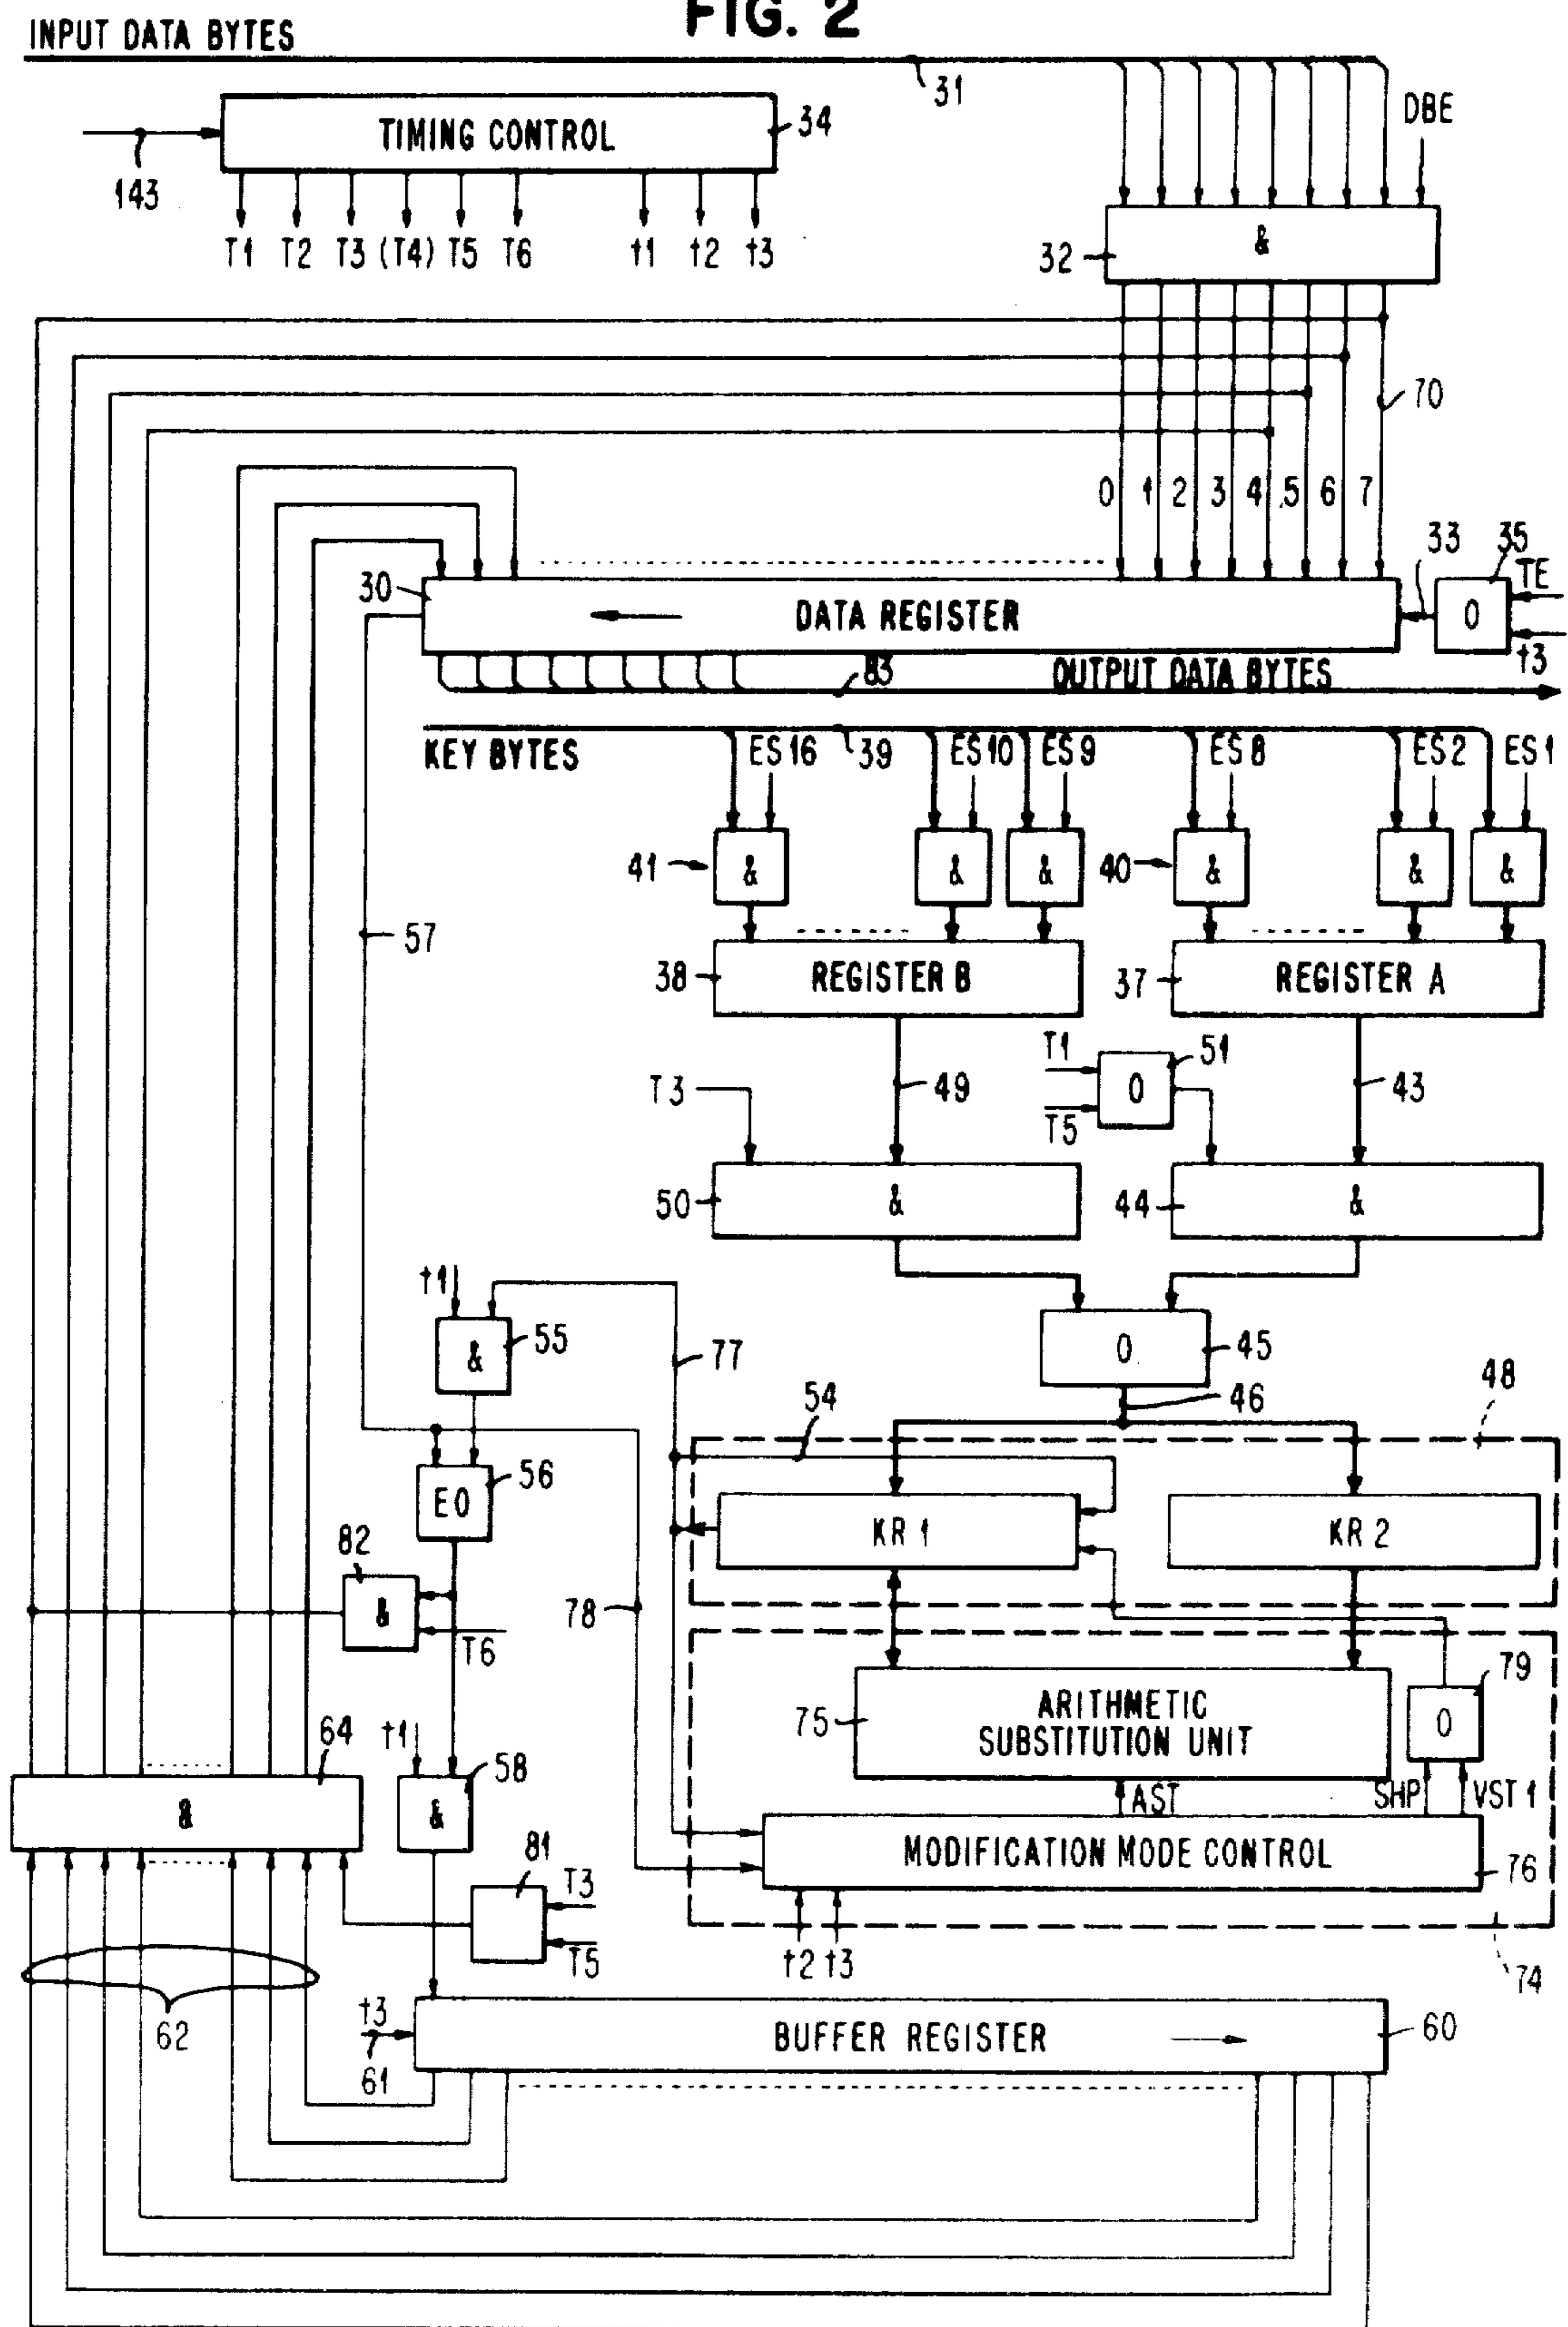 FIG. 2
INPUT DATA BYTES
31
TIMING CONTROL
34
DBE
143
T1 T2 T3 (T4) T5 T6 t1 t2 t3
32
&
70
0 1 2 3 4 5 6 7
33
35
TE
30
DATA REGISTER
0
t3
83
OUTPUT DATA BYTES
KEY BYTES
39
ES16 ES10 ES9 ES8 ES2 ES1
41 & & & 40 & & &
57
38 REGISTER B 37 REGISTER A
T1
51
T3
49
0
43
T5
50 & 44 &
t1
55
&
77
0
45
46
48
54
56
EO
KR 1
KR 2
82
&
78
T6
79
75
ARITHMETIC
SUBSTITUTION UNIT
0
64
t1
58
AST
SHP
VST 1
&
&
MODIFICATION MODE CONTROL
76
81
T3
T5
t2 t3
74
62
t3
61
BUFFER REGISTER
60